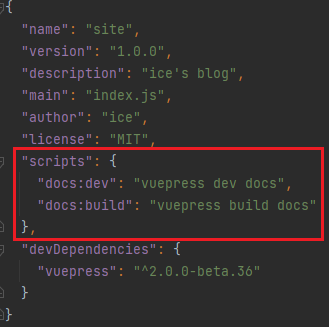 {
"name": "site",
"version": "1.0.0",
"description": "ice's blog",
"main": "index.js",
"author": "ice",
"license": "MIT",
"scripts": {
"docs:dev": "vuepress dev docs",
"docs:build": "vuepress build docs"
},
"devDependencies": {
"vuepress": "^2.0.0-beta.36"
}
}